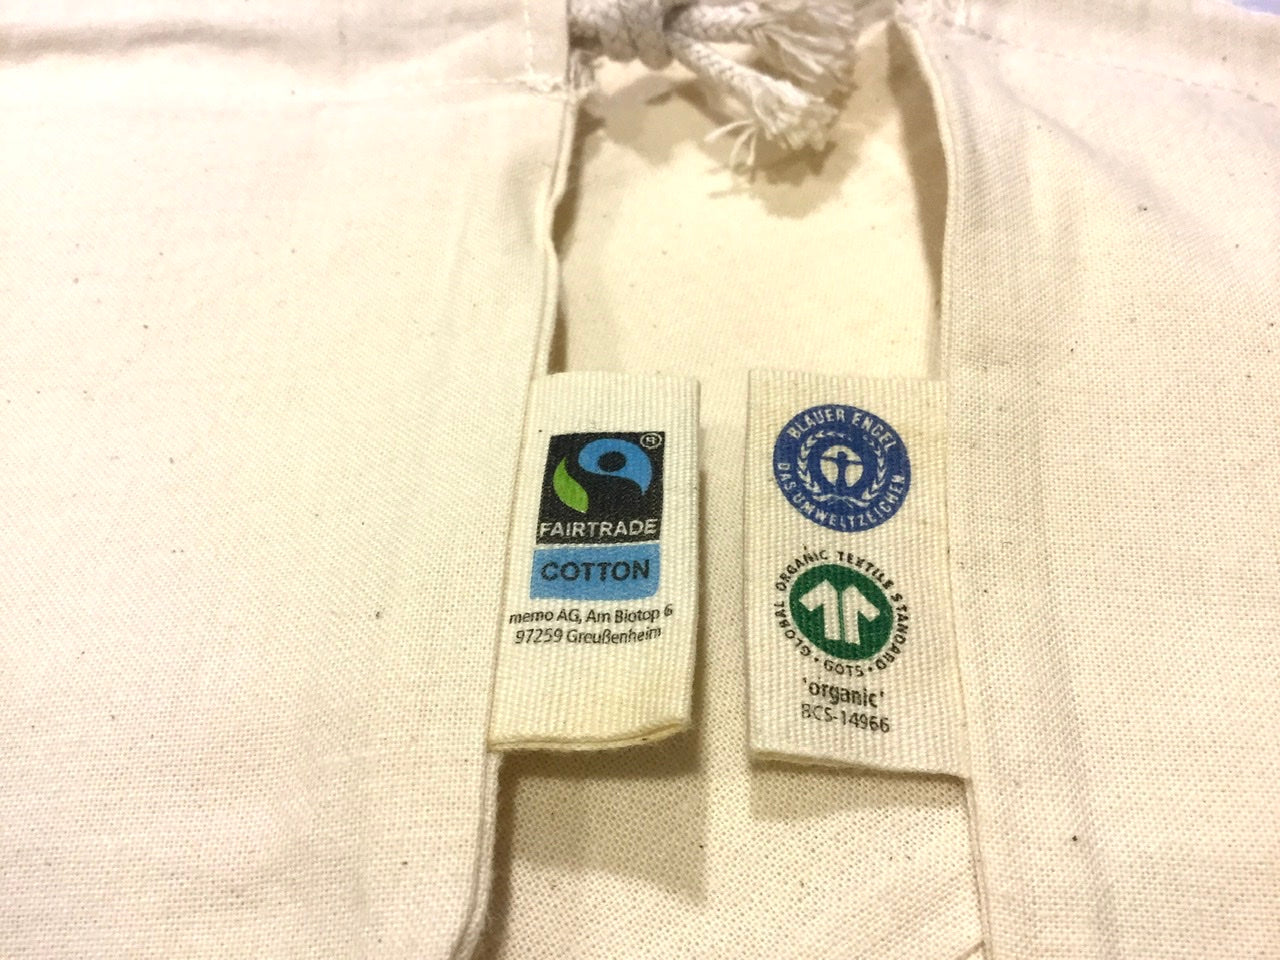 ®
FAIRTRADE
COTTON
memo AG, Am Biotop 6
97259 Greußenheim
BLAUER ENGEL
DAS UMWELTZEICHEN
GLOBAL ORGANIC TEXTILE STANDARD
• GOTS •
'organic'
BCS-14966